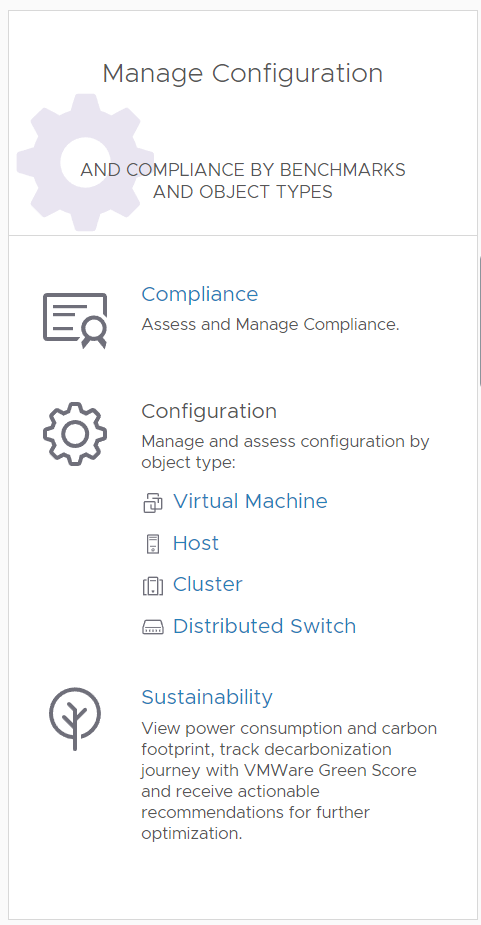 Manage Configuration
AND COMPLIANCE BY BENCHMARKS
AND OBJECT TYPES
Compliance
Assess and Manage Compliance.
Configuration
Manage and assess configuration by
object type:
Virtual Machine
Host
Cluster
Distributed Switch
Sustainability
View power consumption and carbon
footprint, track decarbonization
journey with VMWare Green Score
and receive actionable
recommendations for further
optimization.